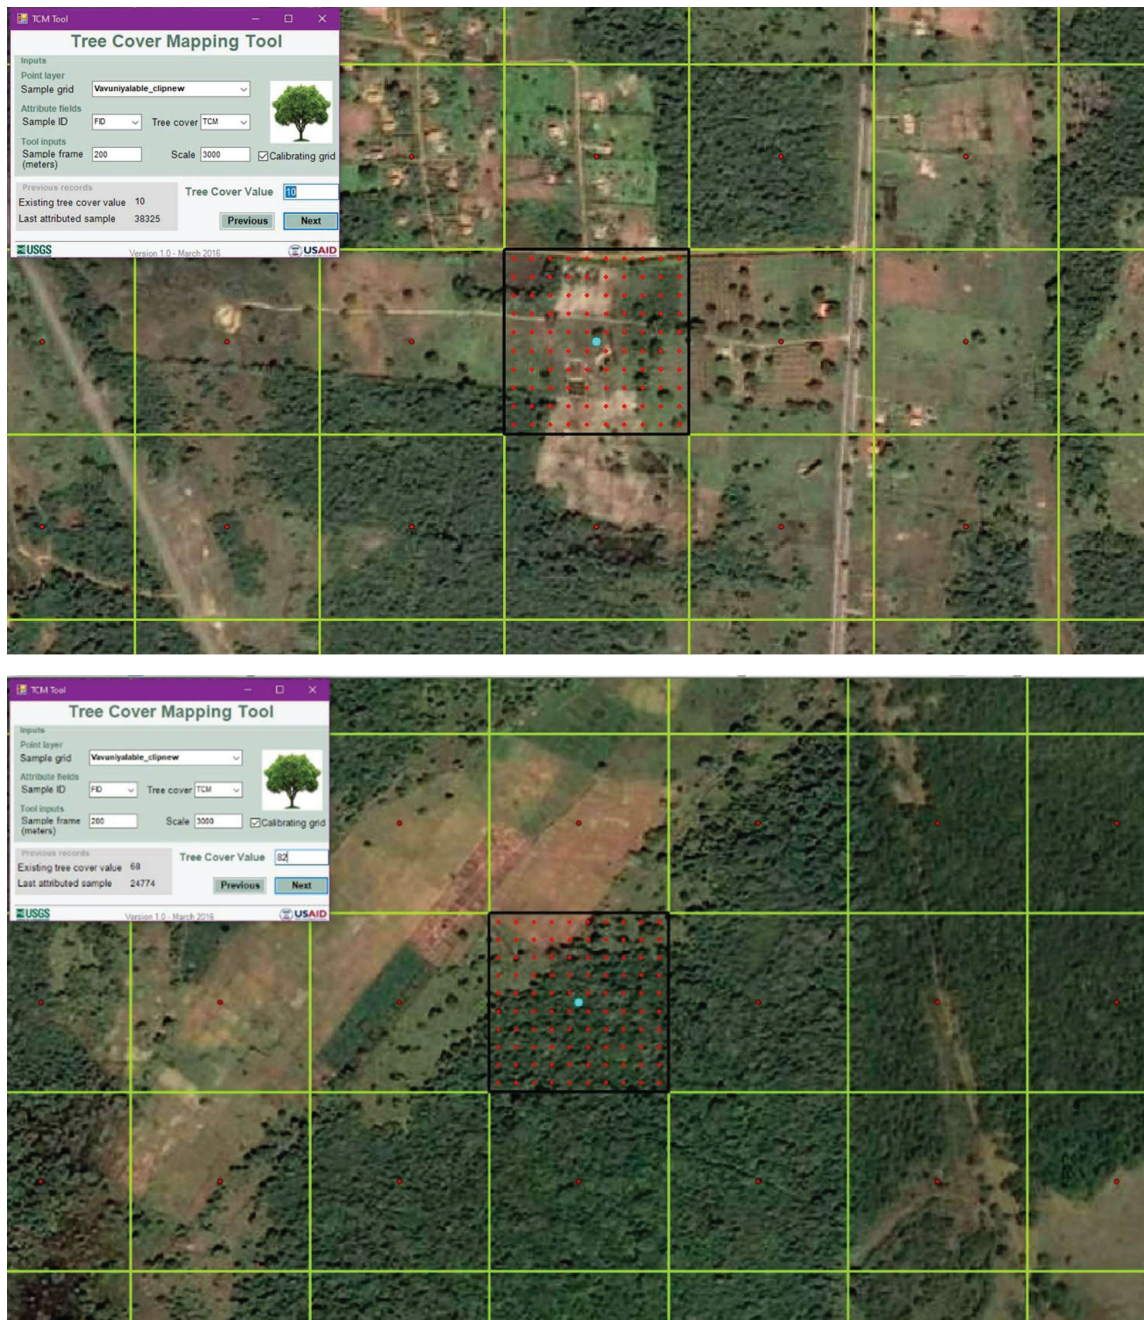 TCM Tool
Tree Cover Mapping Tool
Inputs
Point layer
Sample grid Vavuniyalable_clipnew
Attribute fields
Sample ID FID Tree cover TCM
Tool inputs
Sample frame (meters) 200 Scale 3000 Calibrating grid
Previous records
Existing tree cover value 10
Last attributed sample 38325
Tree Cover Value 10
Previous Next
USGS Version 1.0 - March 2016 USAID
TCM Tool
Tree Cover Mapping Tool
Inputs
Point layer
Sample grid Vavuniyalable_clipnew
Attribute fields
Sample ID FID Tree cover TCM
Tool inputs
Sample frame (meters) 200 Scale 3000 Calibrating grid
Previous records
Existing tree cover value 68
Last attributed sample 24774
Tree Cover Value 82
Previous Next
USGS Version 1.0 - March 2016 USAID